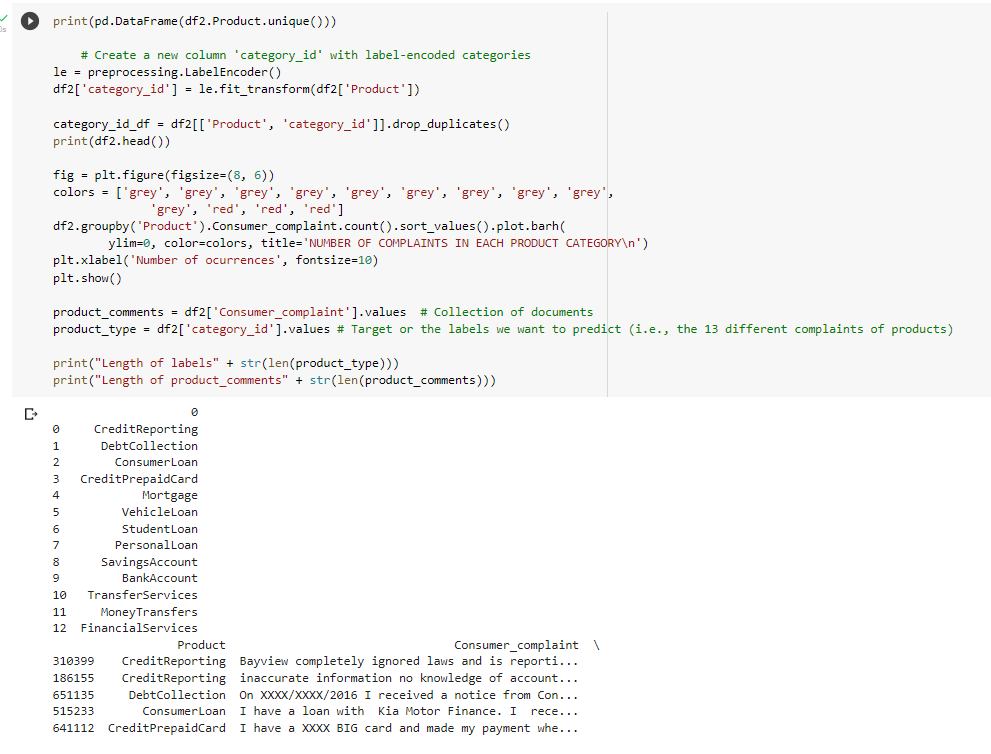 print(pd.DataFrame(df2.Product.unique()))
# Create a new column 'category_id' with label-encoded categories
le = preprocessing.LabelEncoder()
df2['category_id'] = le.fit_transform(df2['Product'])
category_id_df = df2[['Product', 'category_id']].drop_duplicates()
print(df2.head())
fig = plt.figure(figsize=(8, 6))
colors = ['grey', 'grey', 'grey', 'grey', 'grey', 'grey', 'grey', 'grey', 'grey',
'grey', 'red', 'red', 'red']
df2.groupby('Product').Consumer_complaint.count().sort_values().plot.barh(
ylim=0, color=colors, title='NUMBER OF COMPLAINTS IN EACH PRODUCT CATEGORY\n')
plt.xlabel('Number of ocurrences', fontsize=10)
plt.show()
product_comments = df2['Consumer_complaint'].values # Collection of documents
product_type = df2['category_id'].values # Target or the labels we want to predict (i.e., the 13 different complaints of products)
print("Length of labels" + str(len(product_type)))
print("Length of product_comments" + str(len(product_comments)))
0
0 CreditReporting
1 DebtCollection
2 ConsumerLoan
3 CreditPrepaidCard
4 Mortgage
5 VehicleLoan
6 StudentLoan
7 PersonalLoan
8 SavingsAccount
9 BankAccount
10 TransferServices
11 MoneyTransfers
12 FinancialServices
Product Consumer_complaint \
310399 CreditReporting Bayview completely ignored laws and is reporti...
186155 CreditReporting inaccurate information no knowledge of account...
651135 DebtCollection On XXXX/XXXX/2016 I received a notice from Con...
515233 ConsumerLoan I have a loan with Kia Motor Finance. I rece...
641112 CreditPrepaidCard I have a XXXX BIG card and made my payment whe...